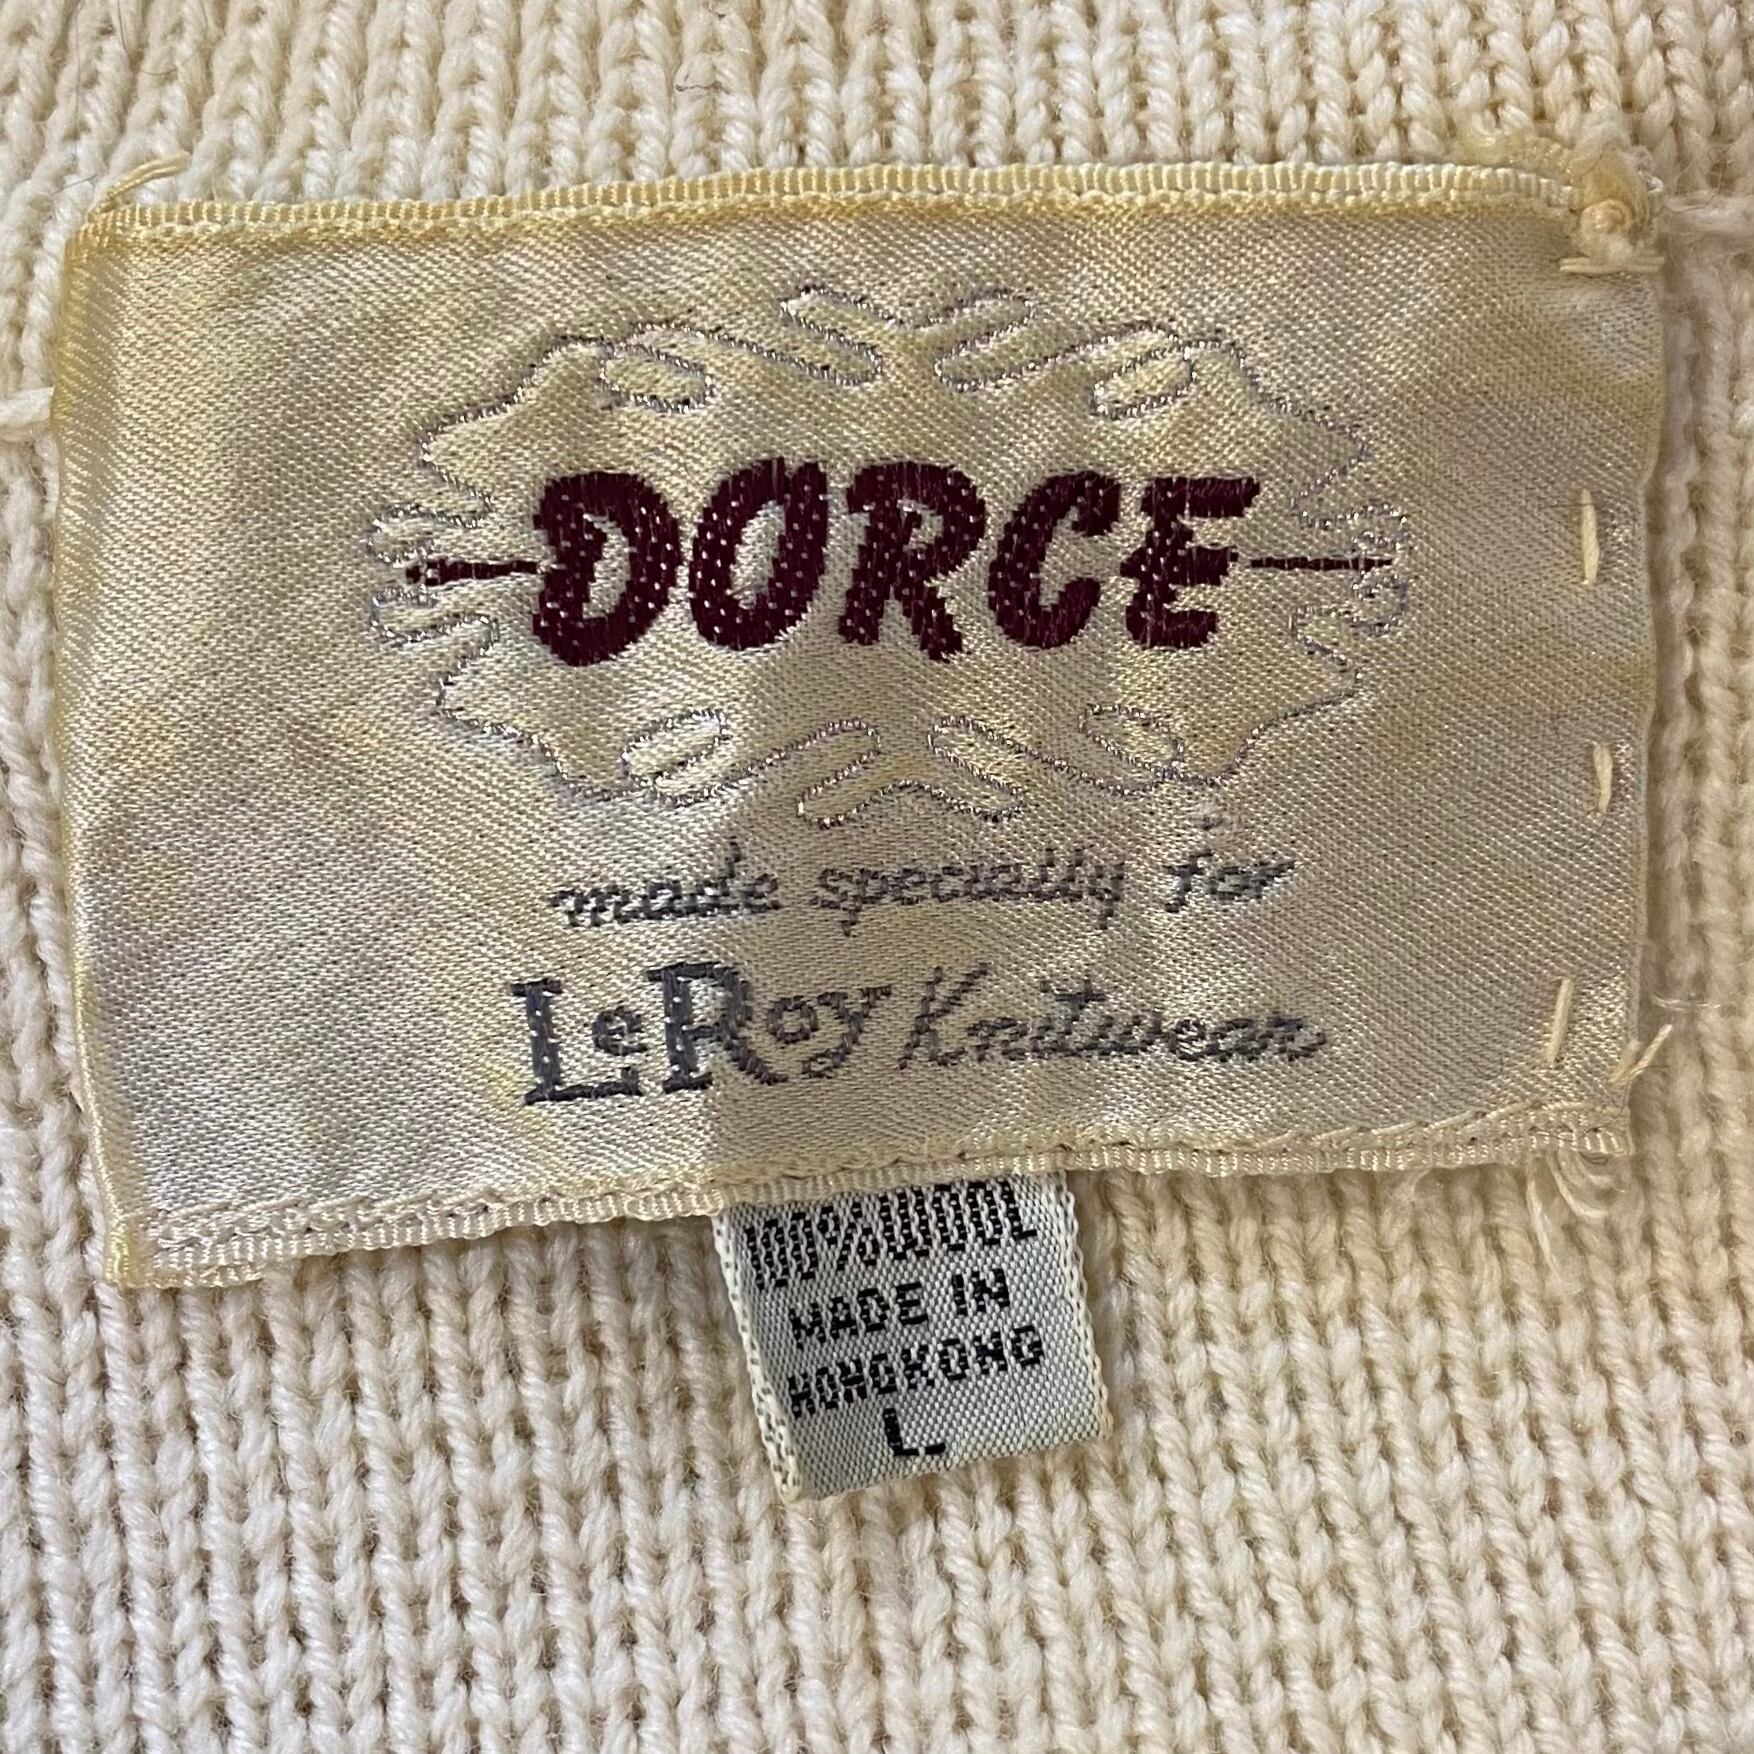 DORCE
made specially for
LeRoy Knitwear
100% WOOL
MADE IN
HONGKONG
L